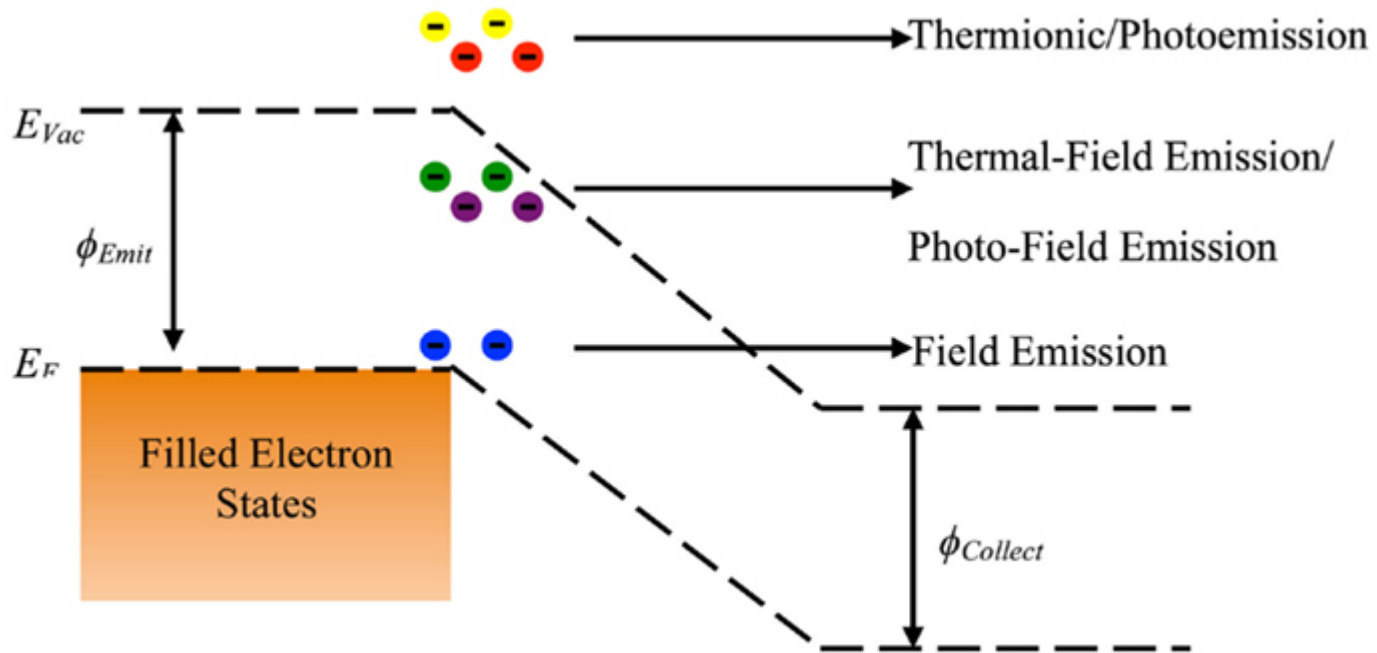 Thermionic/Photoemission
E_Vac
Thermal-Field Emission/
ϕ_Emit
Photo-Field Emission
E_F
Field Emission
Filled Electron
States
ϕ_Collect